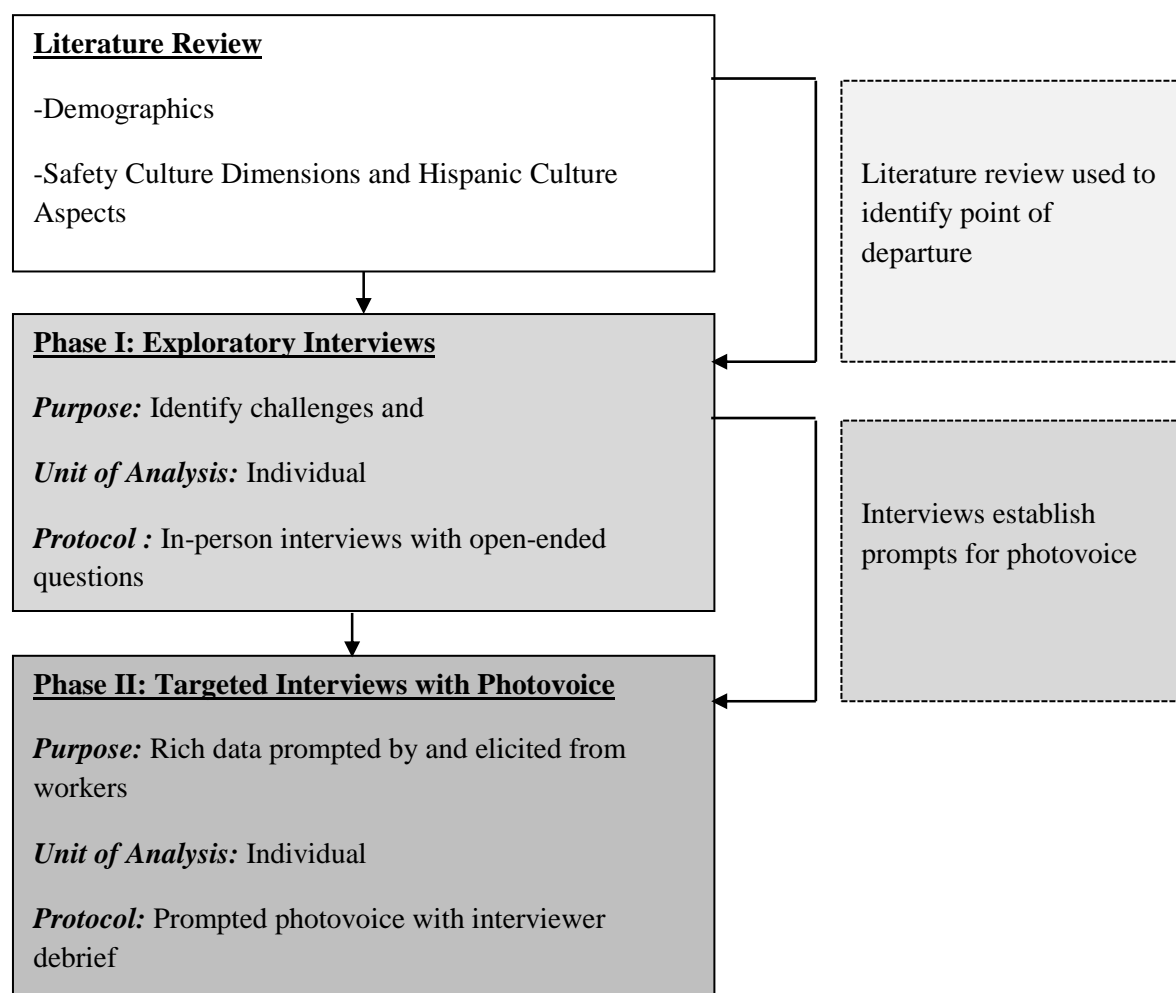 Literature Review
-Demographics
-Safety Culture Dimensions and Hispanic Culture
Aspects
Literature review used to
identify point of
departure
Phase I: Exploratory Interviews
Purpose: Identify challenges and
Unit of Analysis: Individual
Protocol : In-person interviews with open-ended
questions
Interviews establish
prompts for photovoice
Phase II: Targeted Interviews with Photovoice
Purpose: Rich data prompted by and elicited from
workers
Unit of Analysis: Individual
Protocol: Prompted photovoice with interviewer
debrief